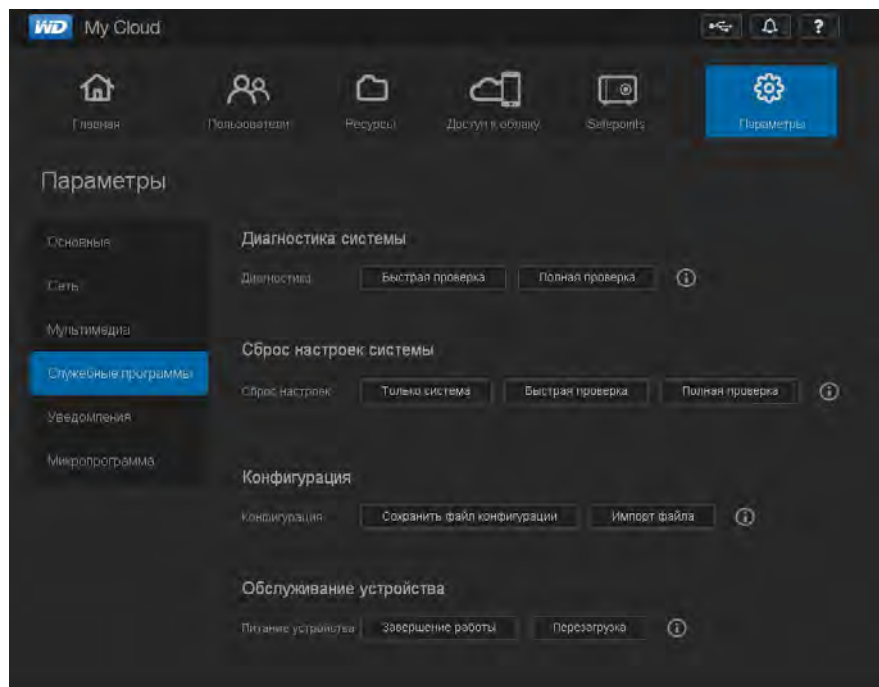 WD My Cloud ?
Главная Пользователи Ресурсы Доступ к облаку Safepoints Параметры
Параметры
Основные
Сеть
Мультимедиа
Служебные программы
Уведомления
Микропрограмма
Диагностика системы
Диагностика Быстрая проверка Полная проверка
Сброс настроек системы
Сброс настроек Только система Быстрая проверка Полная проверка
Конфигурация
Конфигурация Сохранить файл конфигурации Импорт файла
Обслуживание устройства
Питание устройства Завершение работы Перезагрузка